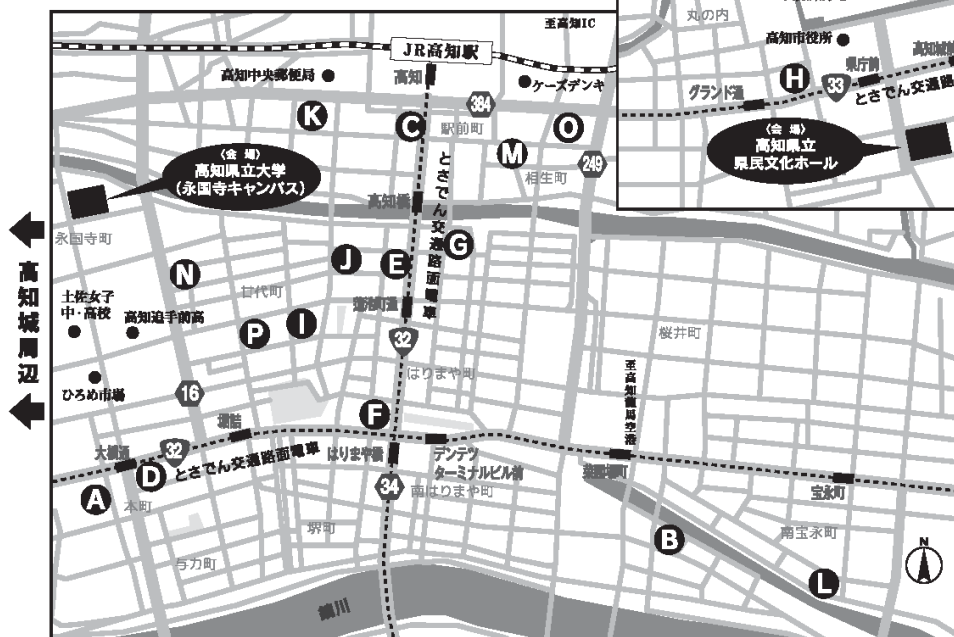 至高知IC
JR高知駅
高知
高知中央郵便局
ケーズデンキ
K
C
384
駅前町
O
M
249
相生町
〈会 場〉
高知県立大学
(永国寺キャンパス)
高知橋
とさでん交通路面電車
永国寺町
高知城周辺
N
J
E
G
土佐女子
中・高校
高知追手前高
廿代町
蓮池町通
P
I
32
桜井町
はりまや町
至高知龍馬空港
ひろめ市場
16
F
堀詰
大橋通
32
とさでん交通路面電車
はりまや橋
デンテツ
ターミナルビル前
菜園場町
宝永町
A
D
本町
34
南はりまや町
堺町
与力町
B
南宝永町
L
N
鏡川
丸の内
高知市役所
高知城前
県庁前
H
33
グランド通
とさでん交通路
〈会 場〉
高知県立
県民文化ホール